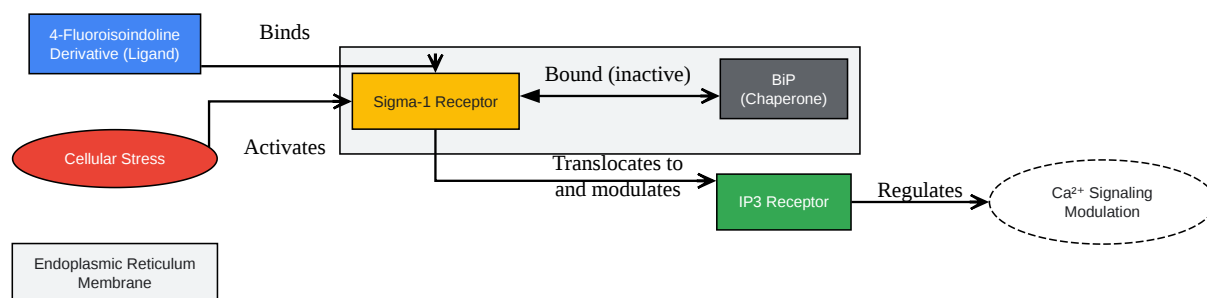 4-Fluoroisoindoline
Derivative (Ligand)
Binds
Sigma-1 Receptor
Bound (inactive)
BiP
(Chaperone)
Cellular Stress
Activates
Translocates to
and modulates
IP3 Receptor
Regulates
Ca²⁺ Signaling
Modulation
Endoplasmic Reticulum
Membrane